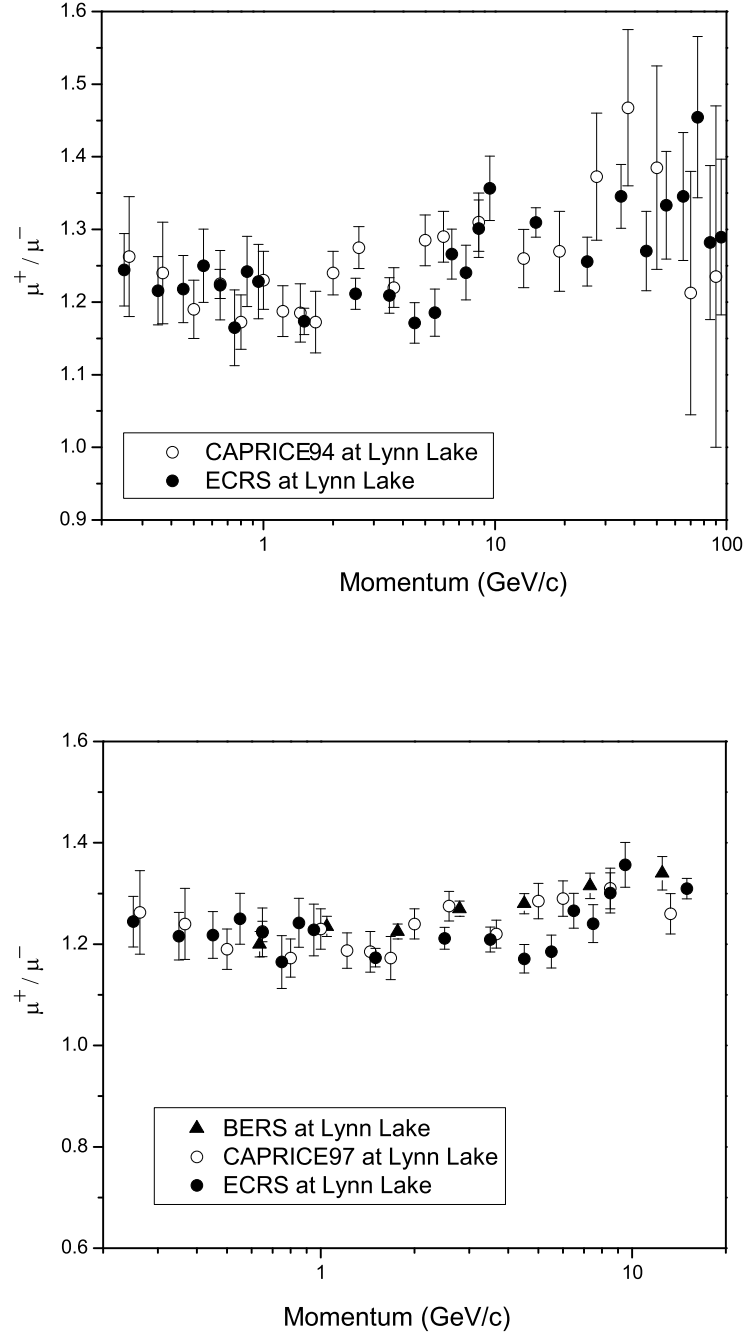 1.6
1.5
1.4
1.3
1.2
1.1
1.0
0.9
μ+ / μ−
CAPRICE94 at Lynn Lake
ECRS at Lynn Lake
1 10 100
Momentum (GeV/c)
1.6
1.4
1.2
1.0
0.8
0.6
μ+ / μ−
BERS at Lynn Lake
CAPRICE97 at Lynn Lake
ECRS at Lynn Lake
1 10
Momentum (GeV/c)